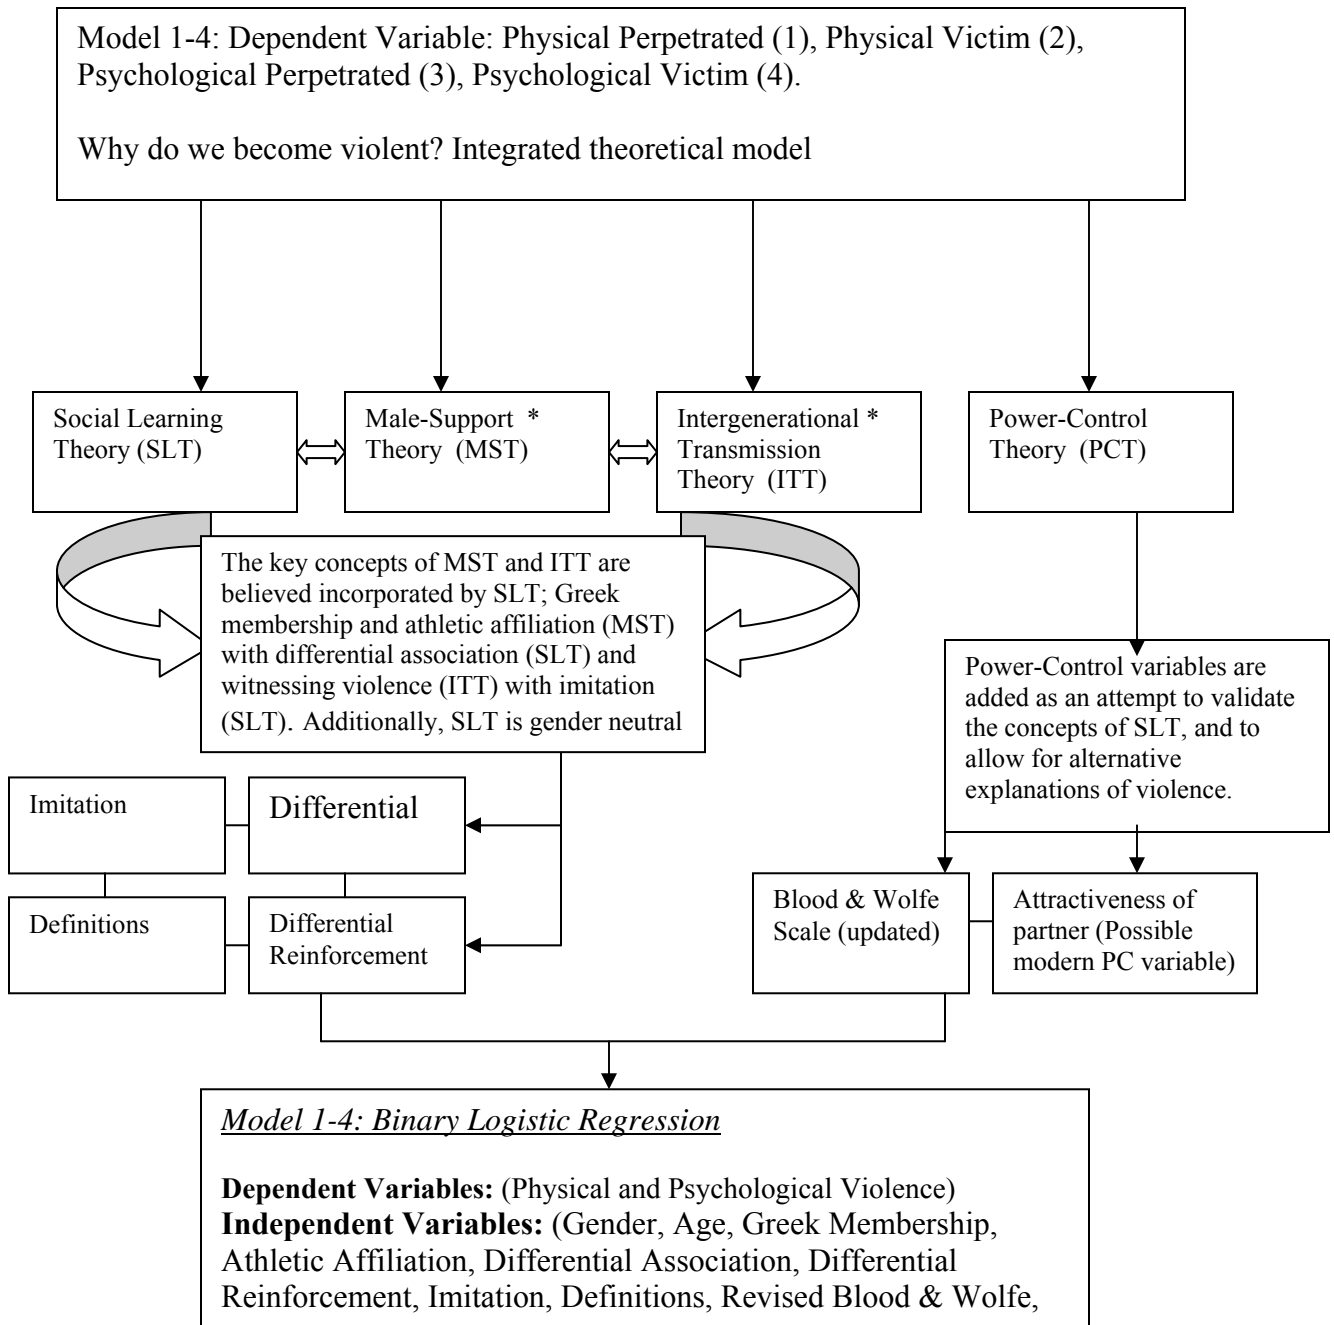 Model 1-4: Dependent Variable: Physical Perpetrated (1), Physical Victim (2),
Psychological Perpetrated (3), Psychological Victim (4).
Why do we become violent? Integrated theoretical model
Social Learning
Theory (SLT)
Male-Support *
Theory (MST)
Intergenerational *
Transmission
Theory (ITT)
Power-Control
Theory (PCT)
The key concepts of MST and ITT are
believed incorporated by SLT; Greek
membership and athletic affiliation (MST)
with differential association (SLT) and
witnessing violence (ITT) with imitation
(SLT). Additionally, SLT is gender neutral
Power-Control variables are
added as an attempt to validate
the concepts of SLT, and to
allow for alternative
explanations of violence.
Imitation
Differential
Definitions
Differential
Reinforcement
Blood & Wolfe
Scale (updated)
Attractiveness of
partner (Possible
modern PC variable)
Model 1-4: Binary Logistic Regression
Dependent Variables: (Physical and Psychological Violence)
Independent Variables: (Gender, Age, Greek Membership,
Athletic Affiliation, Differential Association, Differential
Reinforcement, Imitation, Definitions, Revised Blood & Wolfe,